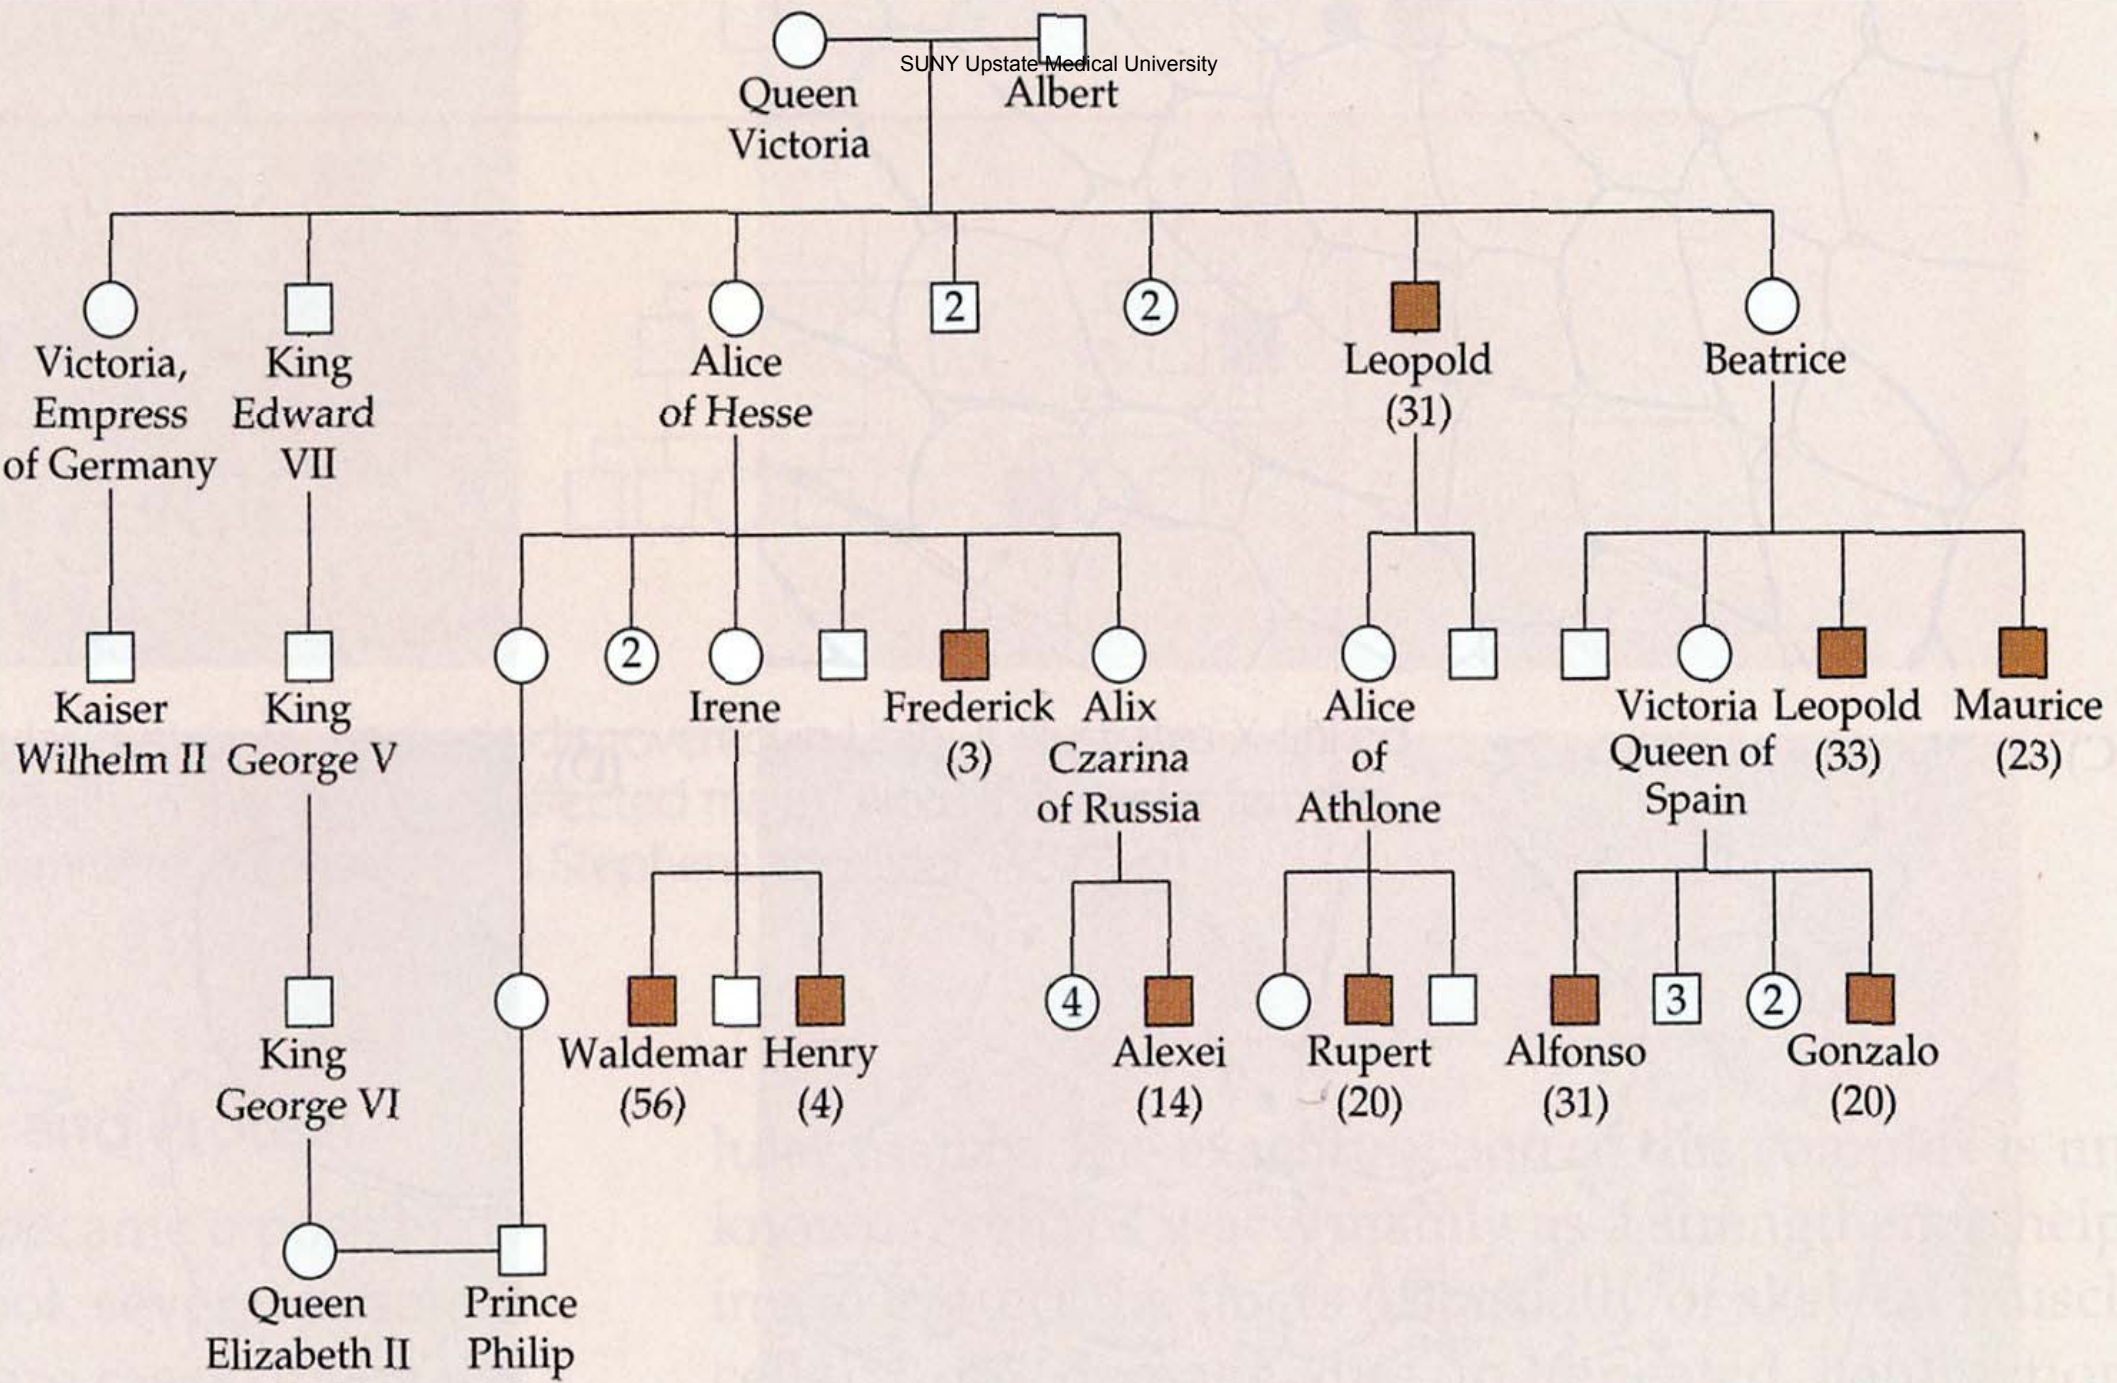 SUNY Upstate Medical University
Queen
Victoria
Albert
Victoria,
Empress
of Germany
King
Edward
VII
Alice
of Hesse
2
2
Leopold
(31)
Beatrice
Kaiser
Wilhelm II
King
George V
2
Irene
Frederick
(3)
Alix
Czarina
of Russia
Alice
of
Athlone
Victoria
Queen of
Spain
Leopold
(33)
Maurice
(23)
King
George VI
Waldemar
(56)
Henry
(4)
4
Alexei
(14)
Rupert
(20)
Alfonso
(31)
3
2
Gonzalo
(20)
Queen
Elizabeth II
Prince
Philip